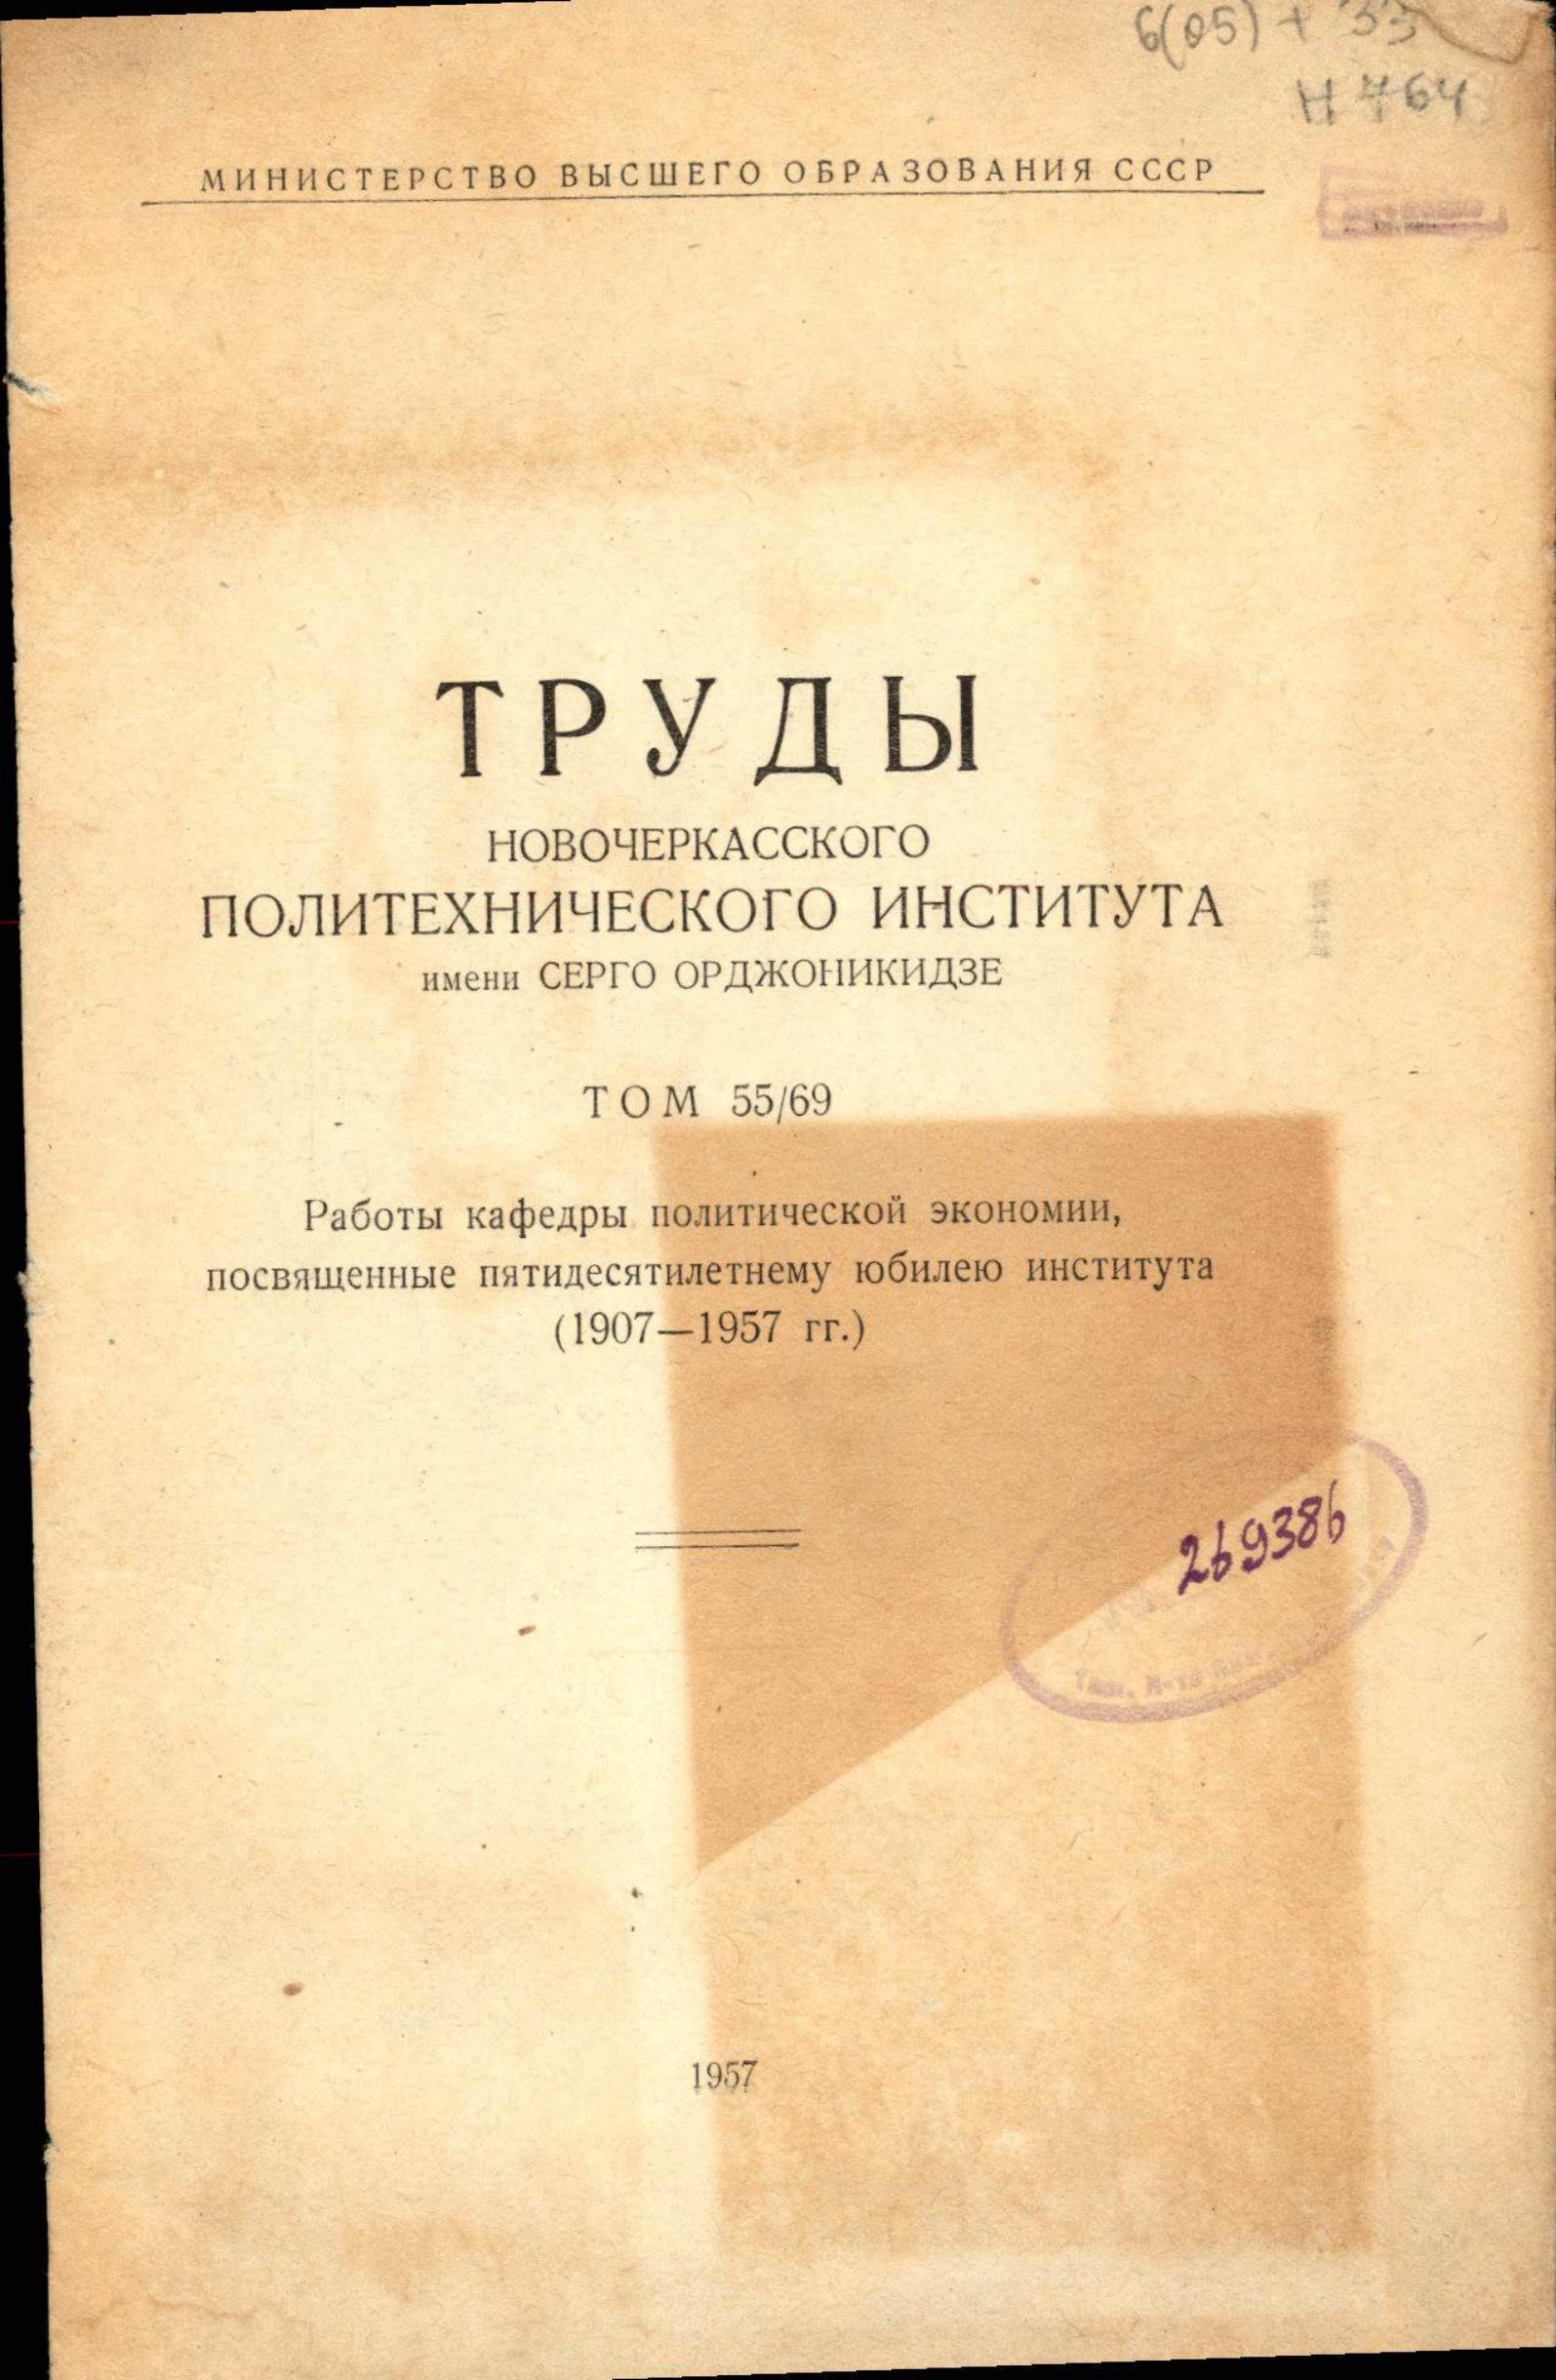 6(05) + 33
Н 764
МИНИСТЕРСТВО ВЫСШЕГО ОБРАЗОВАНИЯ СССР
ТРУДЫ
НОВОЧЕРКАССКОГО
ПОЛИТЕХНИЧЕСКОГО ИНСТИТУТА
имени СЕРГО ОРДЖОНИКИДЗЕ
ТОМ 55/69
Работы кафедры политической экономии,
посвященные пятидесятилетнему юбилею института
(1907—1957 гг.)
269386
1957